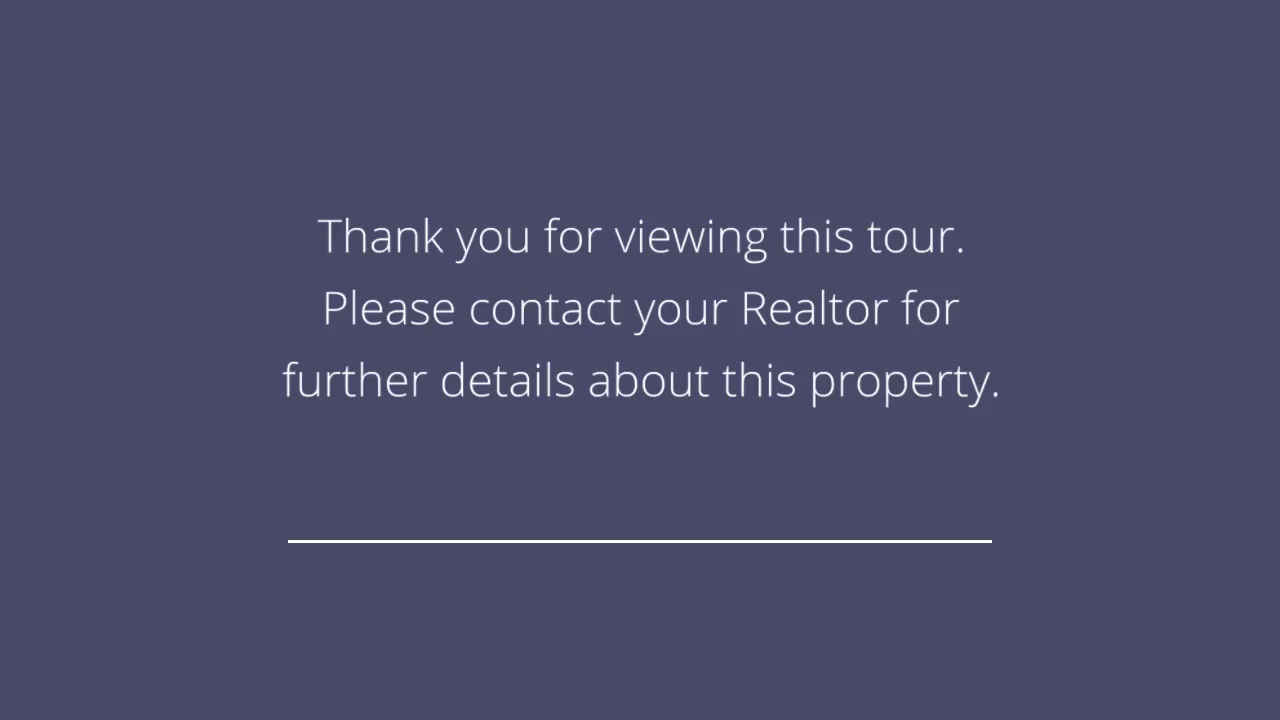 Thank you for viewing this tour.
Please contact your Realtor for
further details about this property.